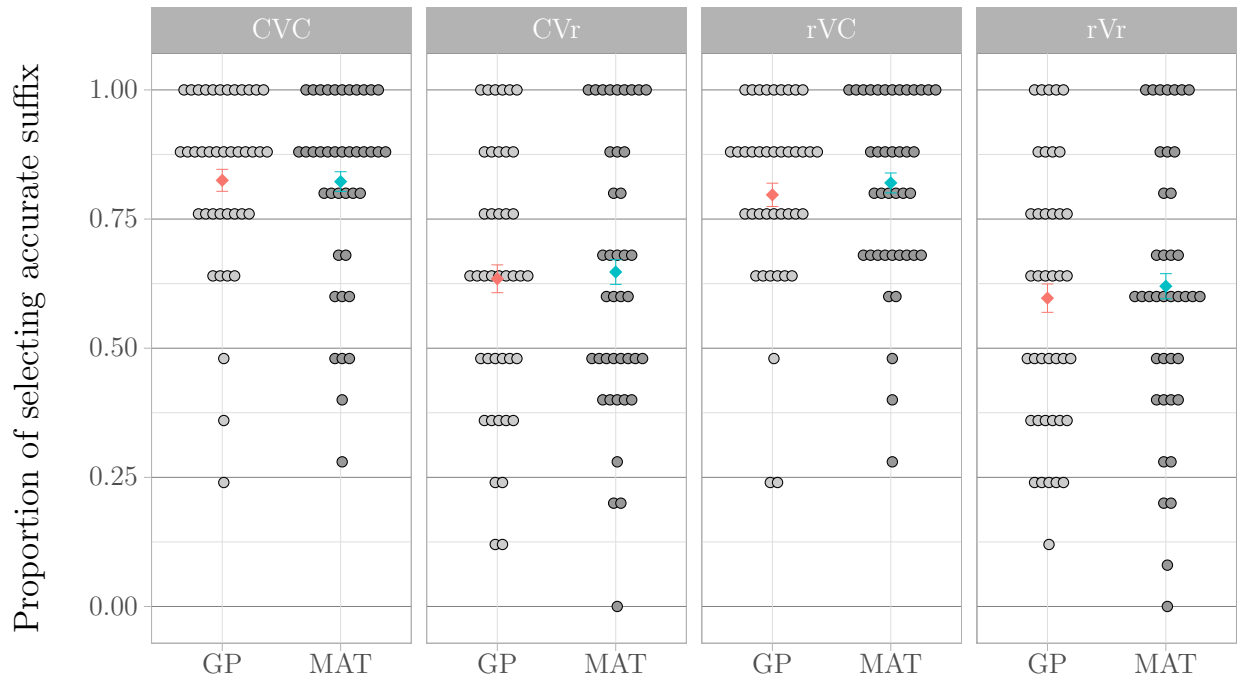 CVC CVr rVC rVr
Proportion of selecting accurate suffix
1.00
0.75
0.50
0.25
0.00
GP MAT GP MAT GP MAT GP MAT